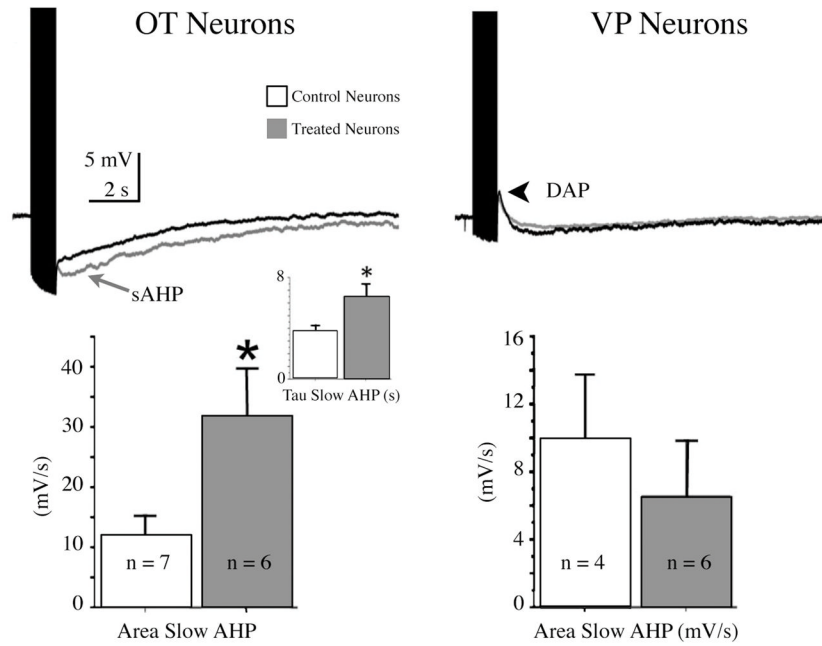 OT Neurons
VP Neurons
Control Neurons
Treated Neurons
5 mV
2 s
DAP
sAHP
8
*
0
Tau Slow AHP (s)
40
30
20
10
0
(mV/s)
*
n = 7
n = 6
Area Slow AHP
16
12
8
4
0
(mV/s)
n = 4
n = 6
Area Slow AHP (mV/s)